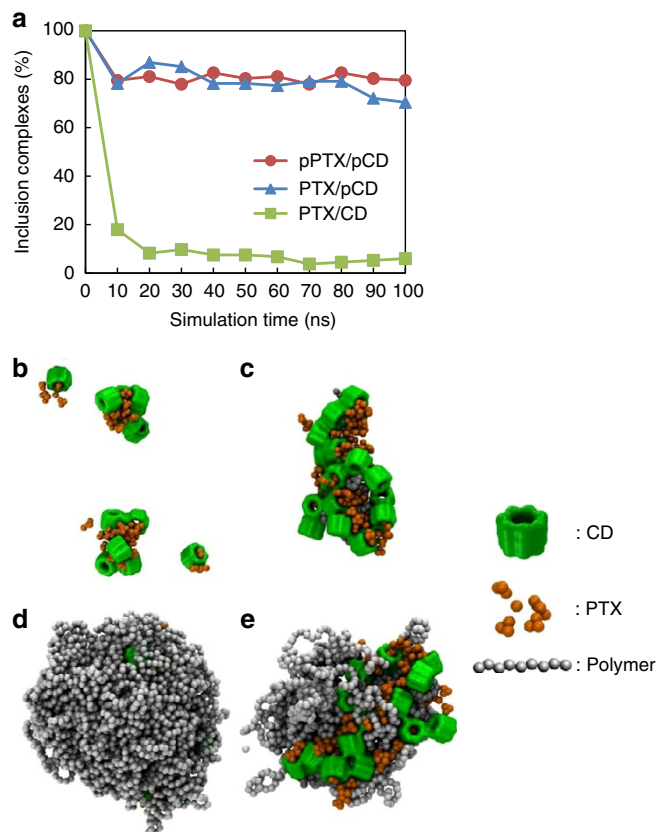 a
100
80
60
40
20
0
Inclusion complexes (%)
pPTX/pCD
PTX/pCD
PTX/CD
0 10 20 30 40 50 60 70 80 90 100
Simulation time (ns)
b
c
: CD
: PTX
: Polymer
d
e